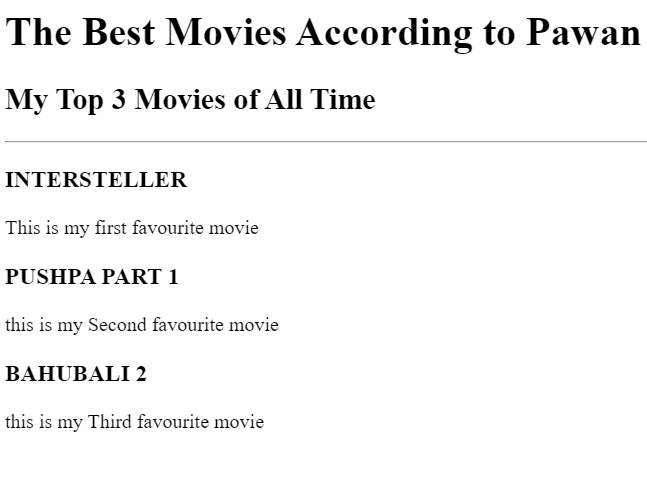 The Best Movies According to Pawan
My Top 3 Movies of All Time
INTERSTELLER
This is my first favourite movie
PUSHPA PART 1
this is my Second favourite movie
BAHUBALI 2
this is my Third favourite movie